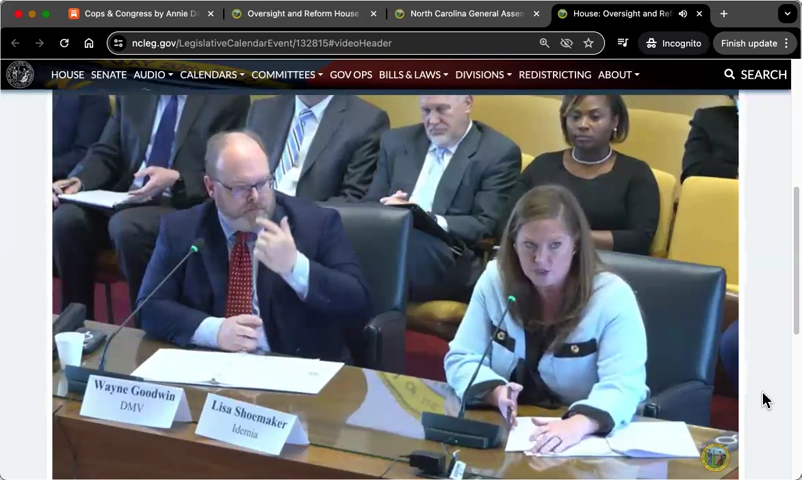 Cops & Congress by Annie D
Oversight and Reform House
North Carolina General Assen
House: Oversight and Ref
ncleg.gov/LegislativeCalendarEvent/132815#videoHeader
Incognito
Finish update
HOUSE SENATE AUDIO CALENDARS COMMITTEES GOV OPS BILLS & LAWS DIVISIONS REDISTRICTING ABOUT SEARCH
Wayne Goodwin
DMV
Lisa Shoemaker
Idemia